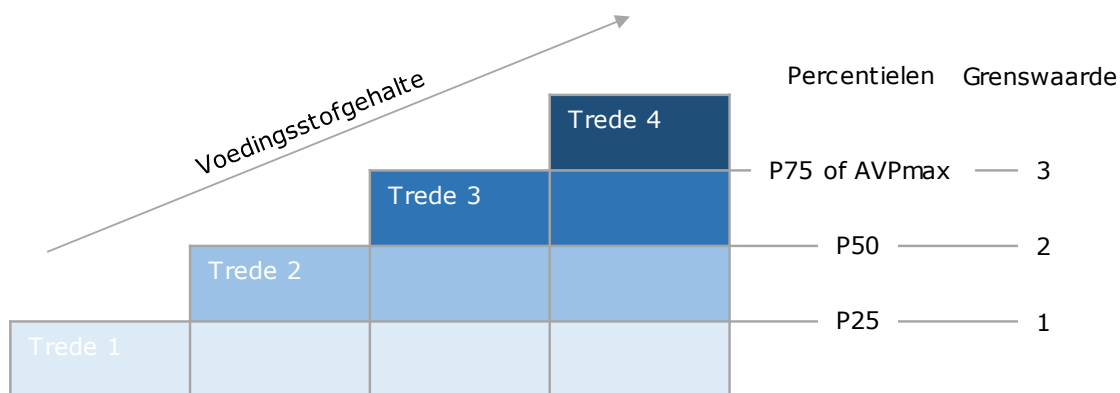 Voedingsstofgehalte
Percentielen Grenswaarde
Trede 4
P75 of AVPmax 3
Trede 3
P50 2
Trede 2
P25 1
Trede 1